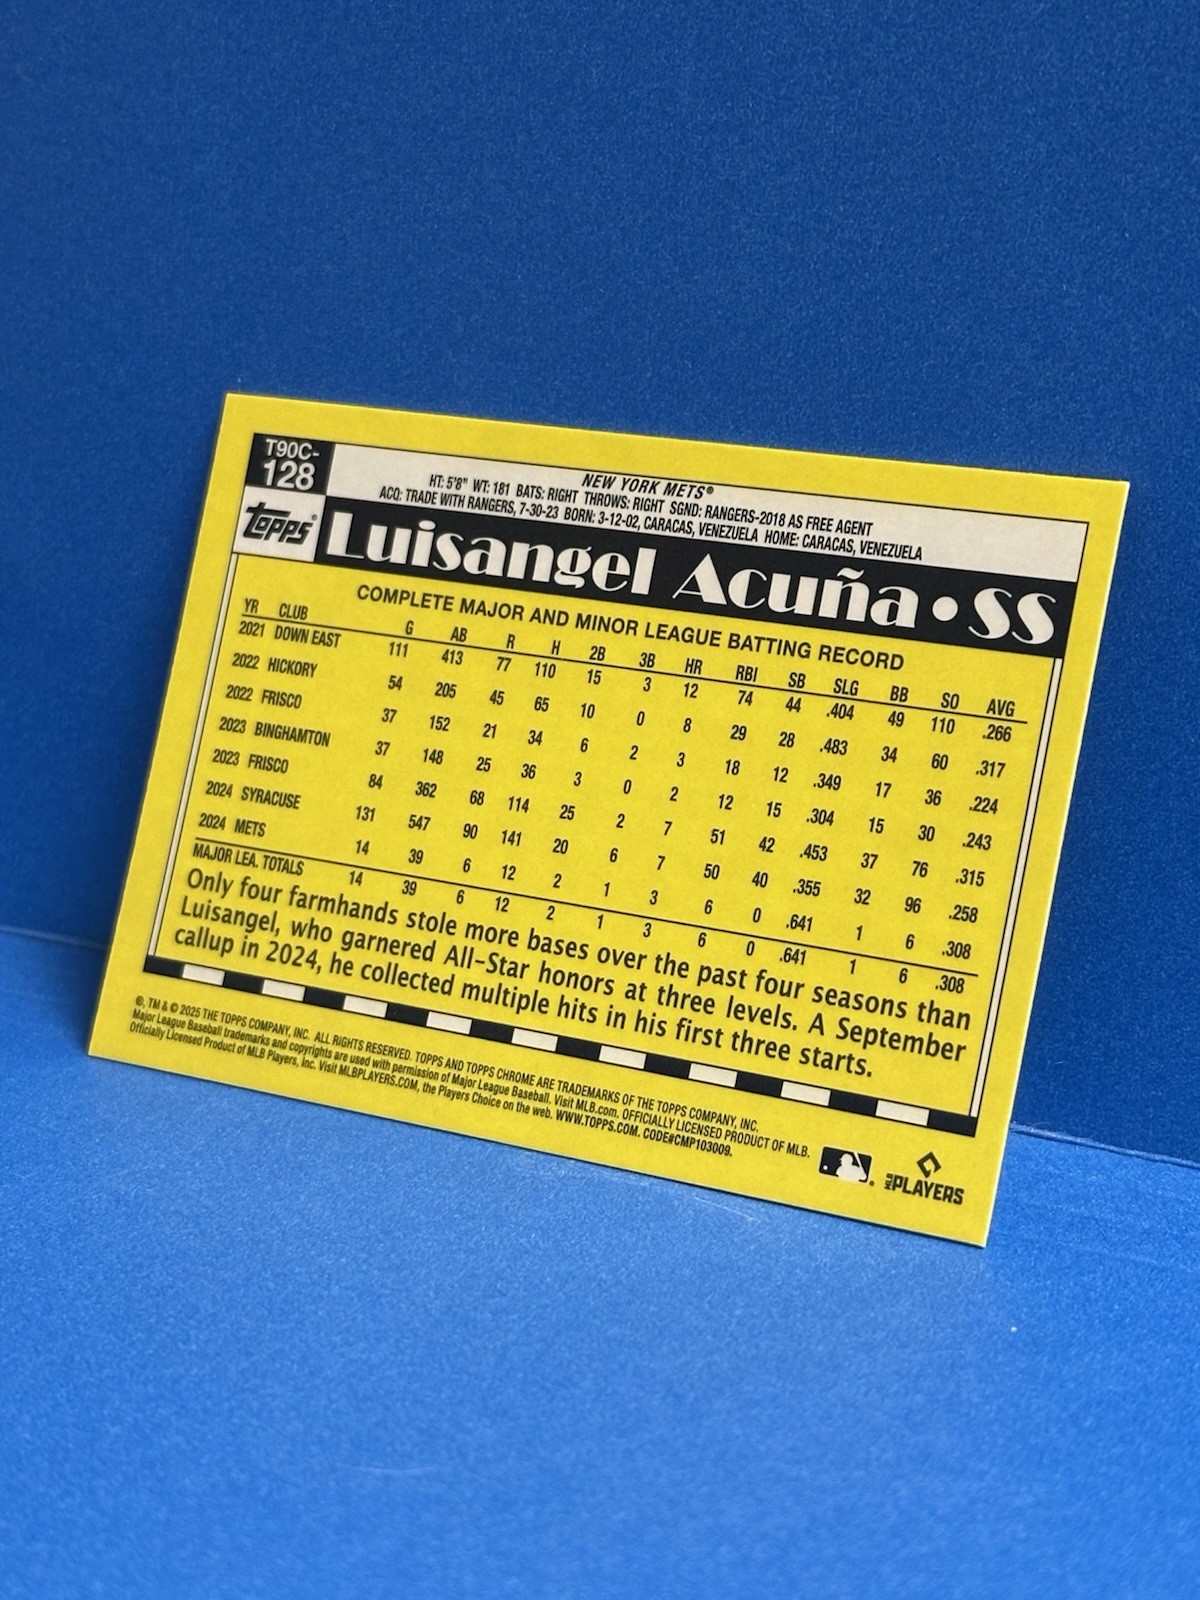 T90C-
128
NEW YORK METS®
HT: 5'8" WT: 181 BATS: RIGHT THROWS: RIGHT SGND: RANGERS-2018 AS FREE AGENT
ACQ: TRADE WITH RANGERS, 7-30-23 BORN: 3-12-02, CARACAS, VENEZUELA HOME: CARACAS, VENEZUELA
Topps®
Luisangel Acuña • SS
COMPLETE MAJOR AND MINOR LEAGUE BATTING RECORD
YR CLUB G AB R H 2B 3B HR RBI SB SLG BB SO AVG
2021 DOWN EAST 111 413 77 110 15 3 12 74 44 .404 49 110 .266
2022 HICKORY 54 205 45 65 10 0 8 29 28 .483 34 60 .317
2022 FRISCO 37 152 21 34 6 2 3 18 12 .349 17 36 .224
2023 BINGHAMTON 37 148 25 36 3 0 2 12 15 .304 15 30 .243
2023 FRISCO 84 362 68 114 25 2 7 51 42 .453 37 76 .315
2024 SYRACUSE 131 547 90 141 20 6 7 50 40 .355 32 96 .258
2024 METS 14 39 6 12 2 1 3 6 0 .641 1 6 .308
MAJOR LEA. TOTALS 14 39 6 12 2 1 3 6 0 .641 1 6 .308
Only four farmhands stole more bases over the past four seasons than
Luisangel, who garnered All-Star honors at three levels. A September
callup in 2024, he collected multiple hits in his first three starts.
®, TM & © 2025 THE TOPPS COMPANY, INC. ALL RIGHTS RESERVED. TOPPS AND TOPPS CHROME ARE TRADEMARKS OF THE TOPPS COMPANY, INC.
Major League Baseball trademarks and copyrights are used with permission of Major League Baseball. Visit MLB.com. OFFICIALLY LICENSED PRODUCT OF MLB.
Officially Licensed Product of MLB Players, Inc. Visit MLBPLAYERS.COM, the Players Choice on the web. WWW.TOPPS.COM. CODE#CMP103009.
MLB PLAYERS